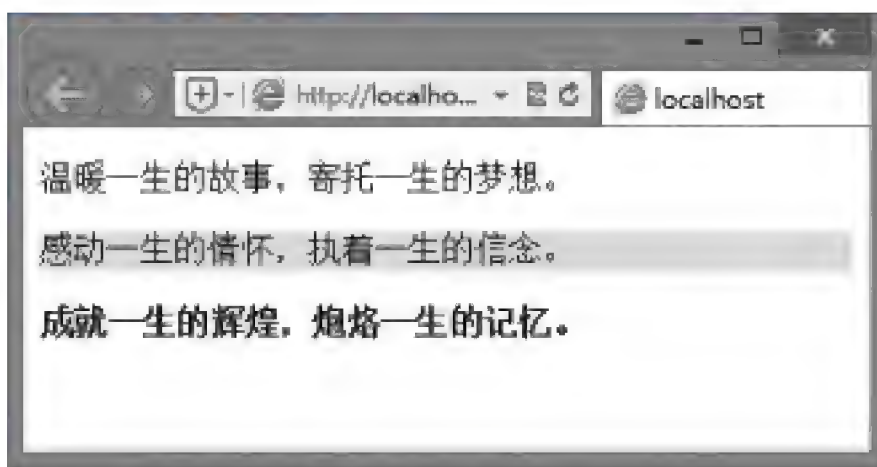 http://localho...
localhost
温暖一生的故事，寄托一生的梦想。
感动一生的情怀，执着一生的信念。
成就一生的辉煌，炮烙一生的记忆。